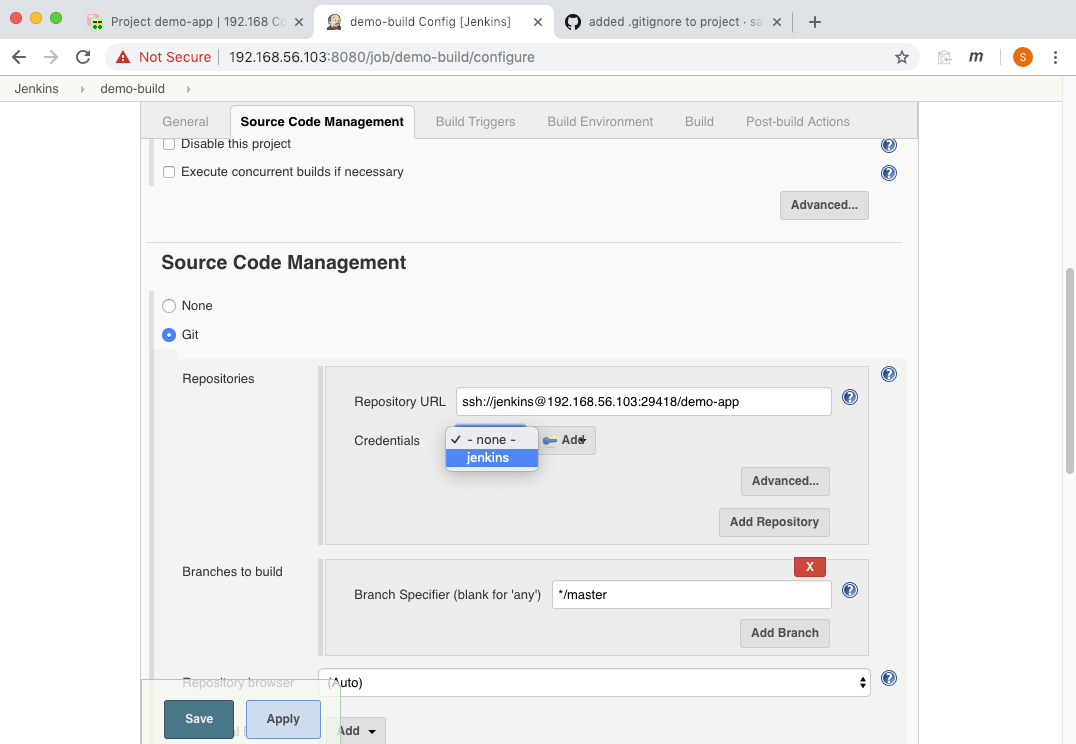 Project demo-app | 192.168 Co
demo-build Config [Jenkins]
added .gitignore to project · sa
Not Secure
192.168.56.103:8080/job/demo-build/configure
m
S
Jenkins
demo-build
General
Source Code Management
Build Triggers
Build Environment
Build
Post-build Actions
Disable this project
Execute concurrent builds if necessary
Advanced...
Source Code Management
None
Git
Repositories
Repository URL
ssh://jenkins@192.168.56.103:29418/demo-app
Credentials
✓ - none -
Add
jenkins
Advanced...
Add Repository
Branches to build
X
Branch Specifier (blank for 'any')
*/master
Add Branch
Repository browser
(Auto)
Save
Apply
Add